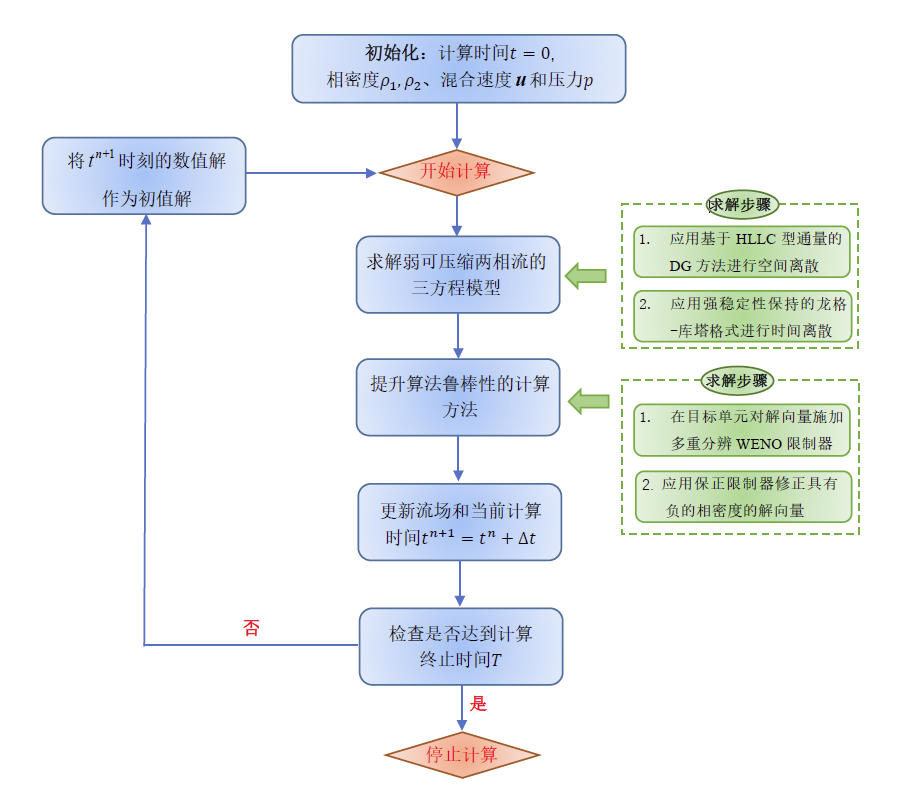 初始化：计算时间t = 0,
相密度ρ₁, ρ₂、混合速度 u 和压力p
将 tⁿ⁺¹ 时刻的数值解
作为初值解
开始计算
求解弱可压缩两相流的
三方程模型
求解步骤
1. 应用基于 HLLC 型通量的
DG 方法进行空间离散
2. 应用强稳定性保持的龙格
-库塔格式进行时间离散
提升算法鲁棒性的计算
方法
求解步骤
1. 在目标单元对解向量施加
多重分辨 WENO 限制器
2. 应用保正限制器修正具有
负的相密度的解向量
更新流场和当前计算
时间tⁿ⁺¹ = tⁿ + Δt
检查是否达到计算
终止时间T
否
是
停止计算